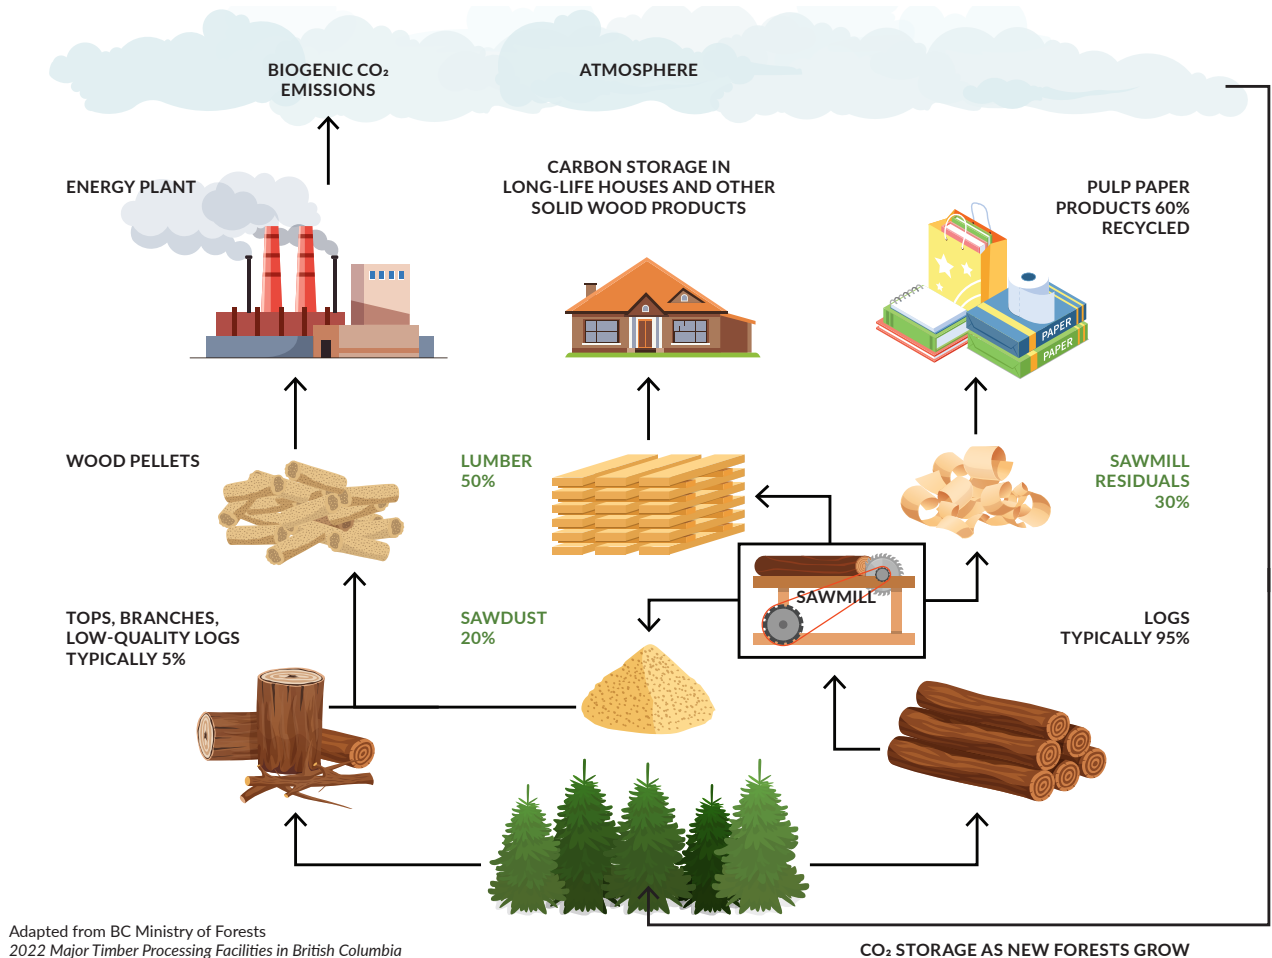 BIOGENIC CO₂
EMISSIONS
ATMOSPHERE
ENERGY PLANT
CARBON STORAGE IN
LONG-LIFE HOUSES AND OTHER
SOLID WOOD PRODUCTS
PULP PAPER
PRODUCTS 60%
RECYCLED
PAPER
PAPER
WOOD PELLETS
LUMBER
50%
SAWMILL
RESIDUALS
30%
SAWMILL
TOPS, BRANCHES,
LOW-QUALITY LOGS
TYPICALLY 5%
SAWDUST
20%
LOGS
TYPICALLY 95%
Adapted from BC Ministry of Forests
2022 Major Timber Processing Facilities in British Columbia
CO₂ STORAGE AS NEW FORESTS GROW